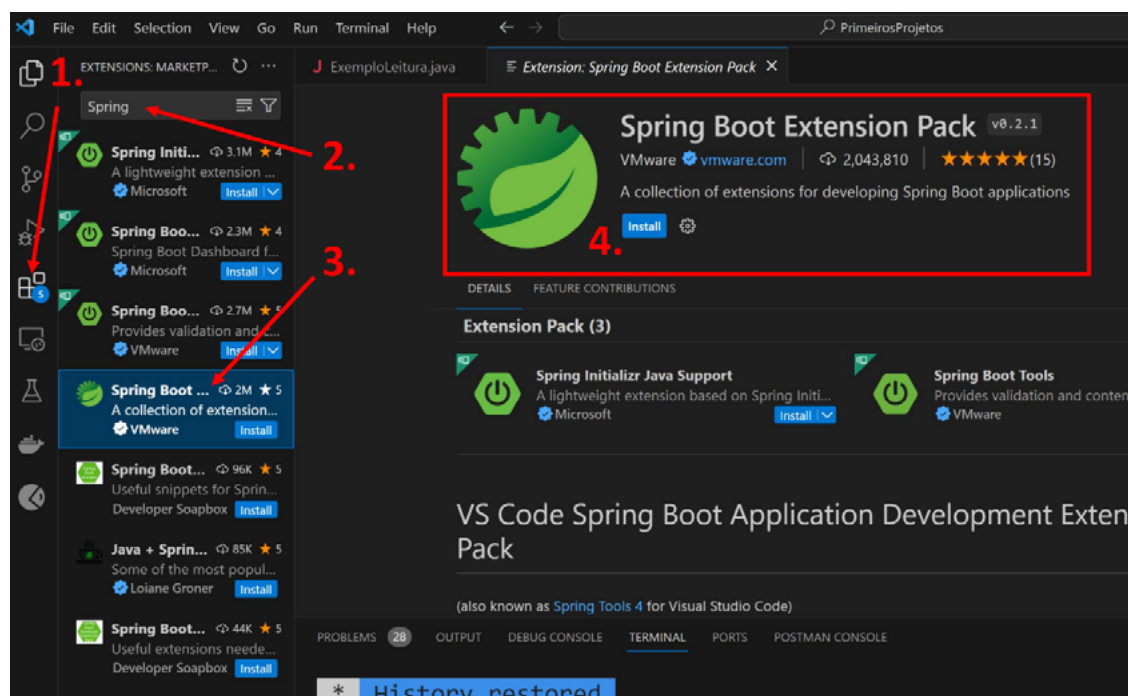 File Edit Selection View Go Run Terminal Help
PrimeirosProjetos
1.
EXTENSIONS: MARKETP...
Spring
2.
Spring Initi... 3.1M ★ 4
A lightweight extension ...
Microsoft Install
Spring Boo... 2.3M ★ 4
Spring Boot Dashboard f...
Microsoft Install
3.
Spring Boo... 2.7M ★ 5
Provides validation and c...
VMware Install
Spring Boot ... 2M ★ 5
A collection of extension...
VMware Install
Spring Boot... 96K ★ 5
Useful snippets for Sprin...
Developer Soapbox Install
Java + Sprin... 85K ★ 5
Some of the most popul...
Loiane Groner Install
Spring Boot... 44K ★ 5
Useful extensions neede...
Developer Soapbox Install
5
J ExemploLeitura.java
Extension: Spring Boot Extension Pack
Spring Boot Extension Pack v0.2.1
VMware vmware.com 2,043,810 ★★★★★(15)
A collection of extensions for developing Spring Boot applications
Install
4.
DETAILS FEATURE CONTRIBUTIONS
Extension Pack (3)
Spring Initializr Java Support
A lightweight extension based on Spring Initi...
Microsoft Install
Spring Boot Tools
Provides validation and conten
VMware
VS Code Spring Boot Application Development Exten
Pack
(also known as Spring Tools 4 for Visual Studio Code)
PROBLEMS 28 OUTPUT DEBUG CONSOLE TERMINAL PORTS POSTMAN CONSOLE
* History restored